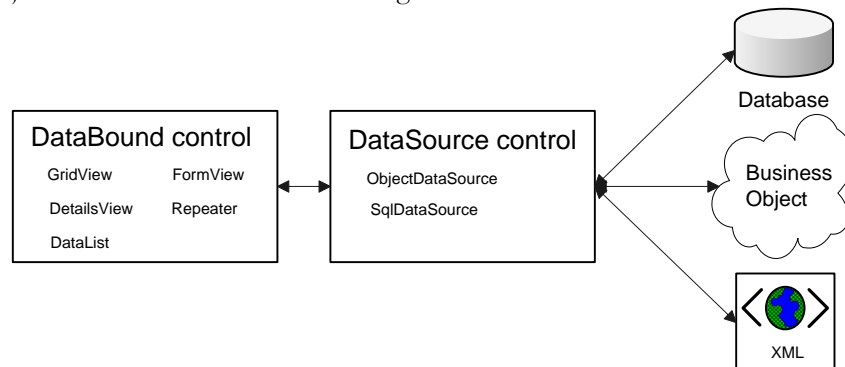 DataBound control
GridView FormView
DetailsView Repeater
DataList
DataSource control
ObjectDataSource
SqlDataSource
Database
Business
Object
XML